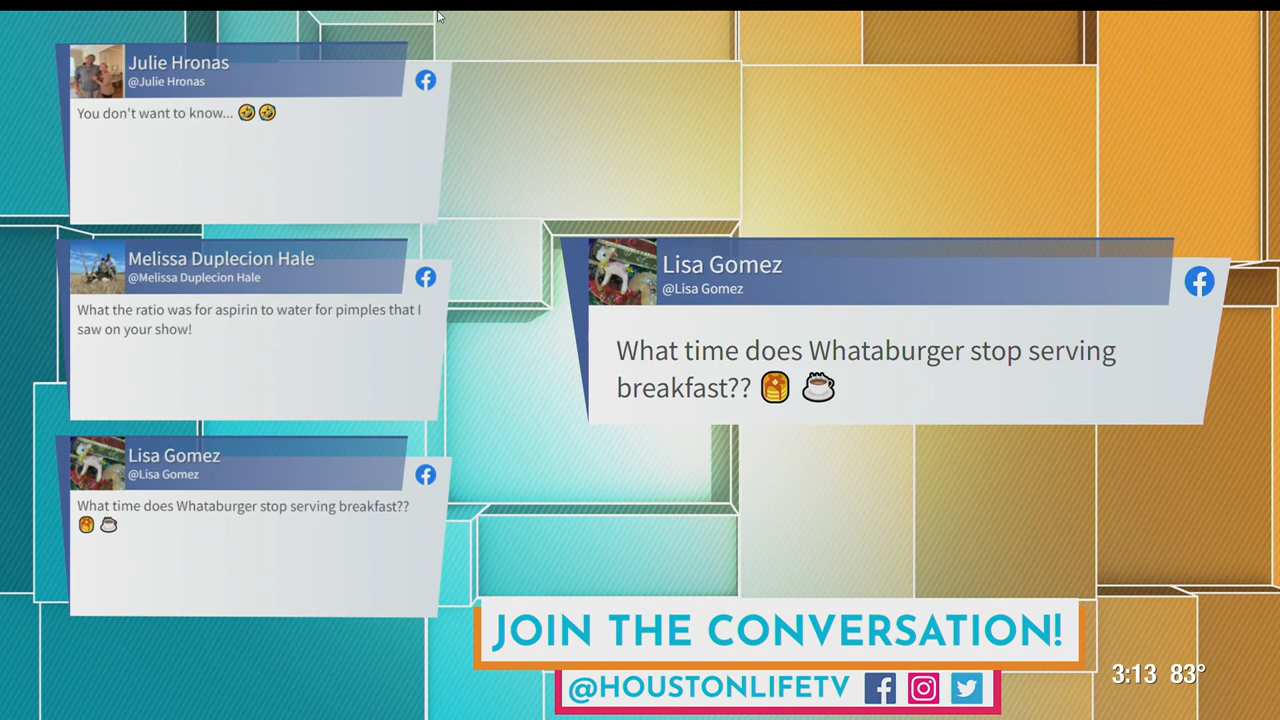 Julie Hronas
@Julie Hronas
You don't want to know... 🤣 🤣
Melissa Duplecion Hale
@Melissa Duplecion Hale
What the ratio was for aspirin to water for pimples that I
saw on your show!
Lisa Gomez
@Lisa Gomez
What time does Whataburger stop serving breakfast??
🥞 ☕
Lisa Gomez
@Lisa Gomez
What time does Whataburger stop serving
breakfast?? 🥞 ☕
JOIN THE CONVERSATION!
@HOUSTONLIFETV
3:13 83°